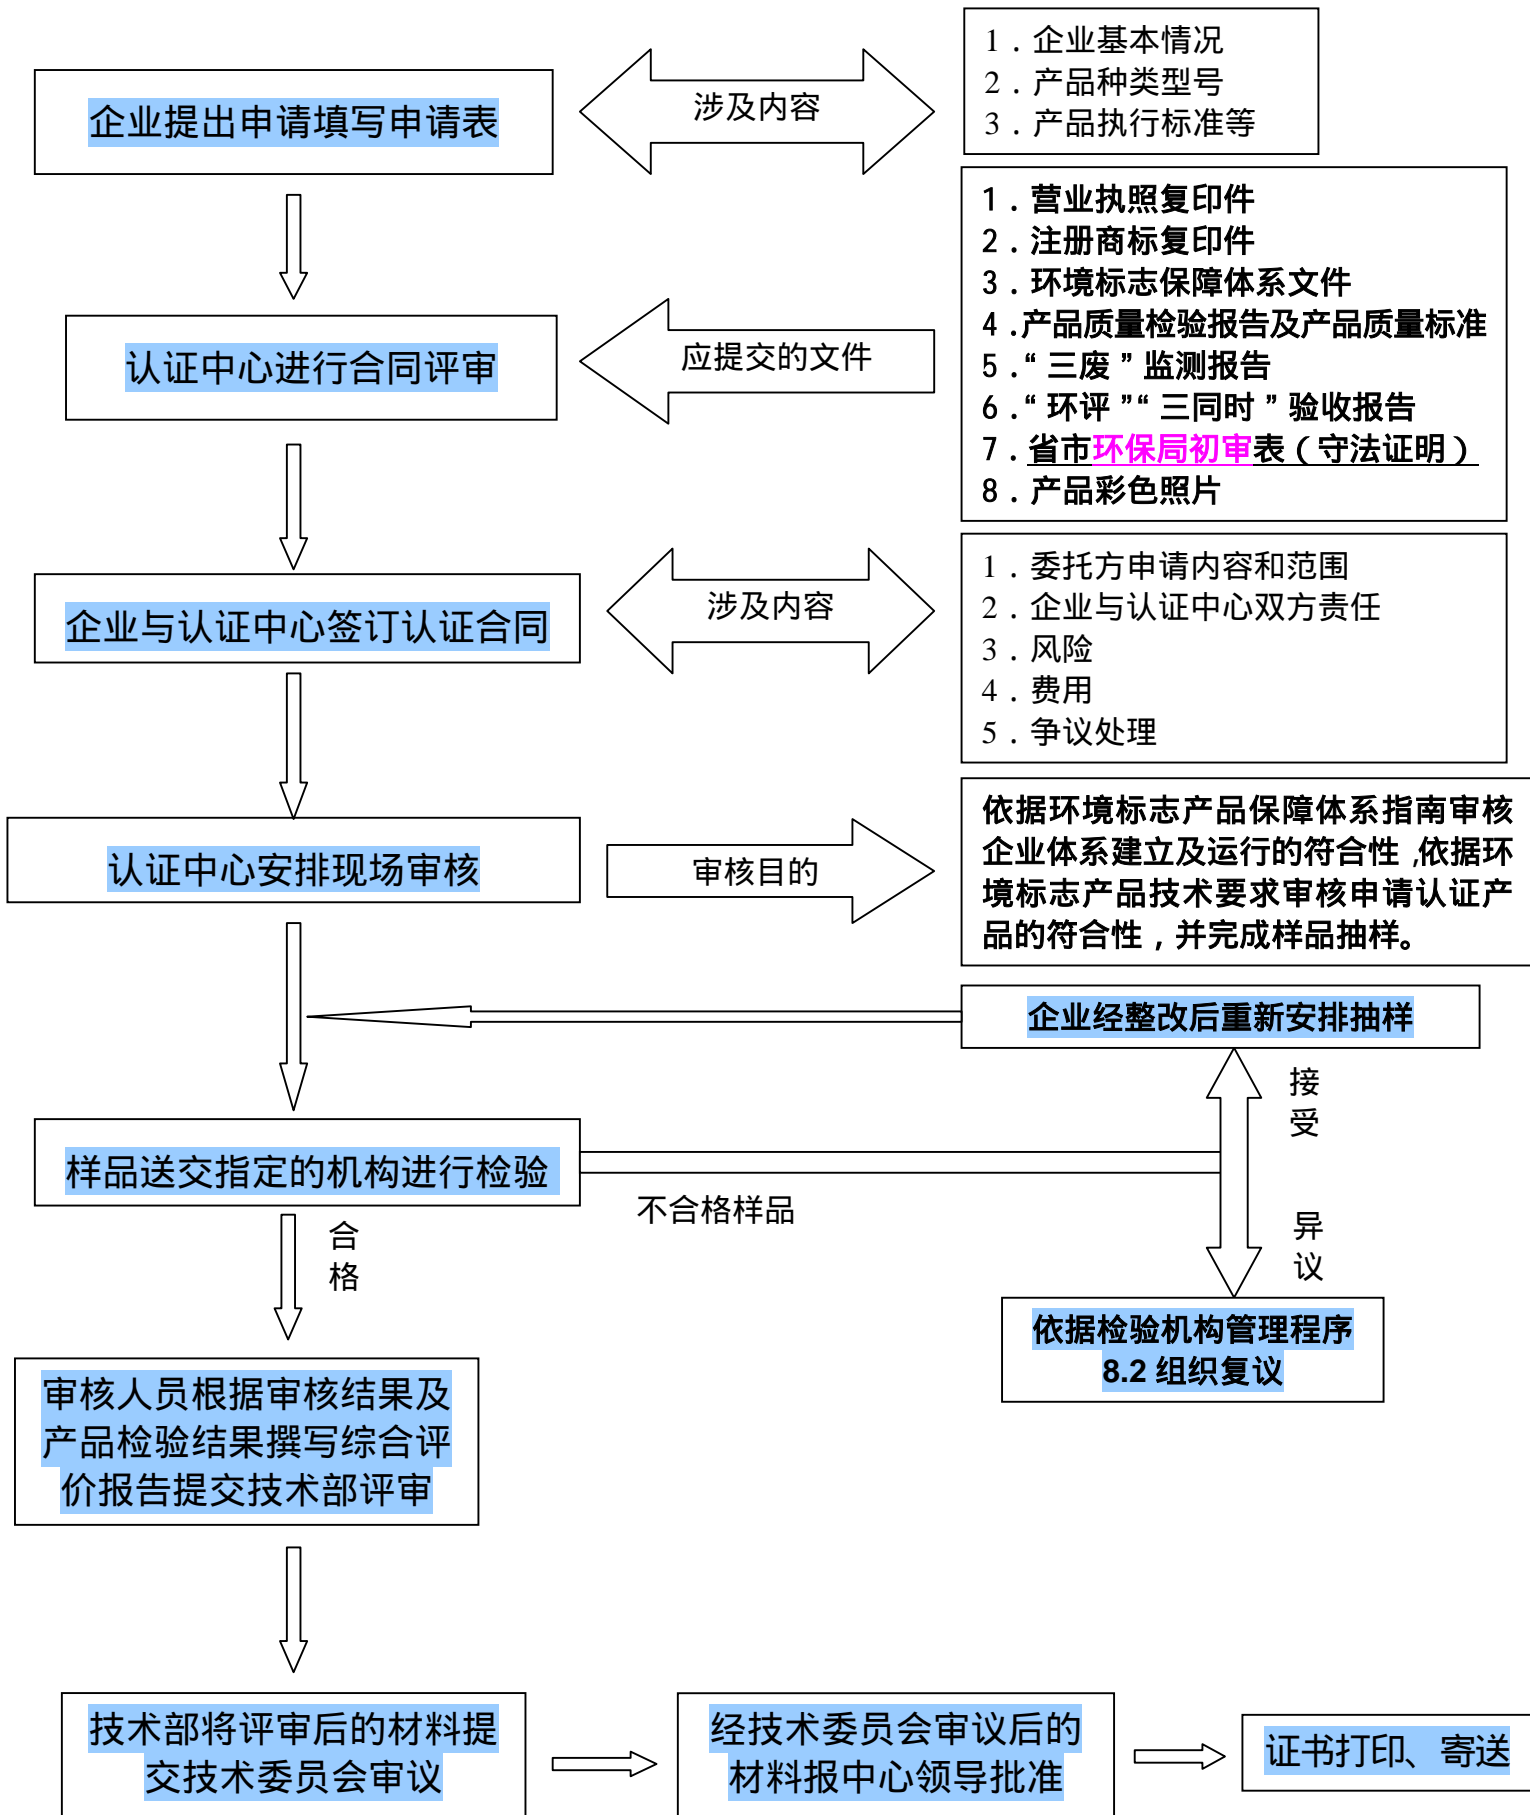 企业提出申请填写申请表
涉及内容
1．企业基本情况
2．产品种类型号
3．产品执行标准等
认证中心进行合同评审
应提交的文件
1．营业执照复印件
2．注册商标复印件
3．环境标志保障体系文件
4．产品质量检验报告及产品质量标准
5．“三废”监测报告
6．“环评”“三同时”验收报告
7．省市环保局初审表（守法证明）
8．产品彩色照片
企业与认证中心签订认证合同
涉及内容
1．委托方申请内容和范围
2．企业与认证中心双方责任
3．风险
4．费用
5．争议处理
认证中心安排现场审核
审核目的
依据环境标志产品保障体系指南审核
企业体系建立及运行的符合性,依据环
境标志产品技术要求审核申请认证产
品的符合性，并完成样品抽样。
企业经整改后重新安排抽样
接
受
样品送交指定的机构进行检验
不合格样品
异
议
合
格
依据检验机构管理程序
8.2 组织复议
审核人员根据审核结果及
产品检验结果撰写综合评
价报告提交技术部评审
技术部将评审后的材料提
交技术委员会审议
经技术委员会审议后的
材料报中心领导批准
证书打印、寄送